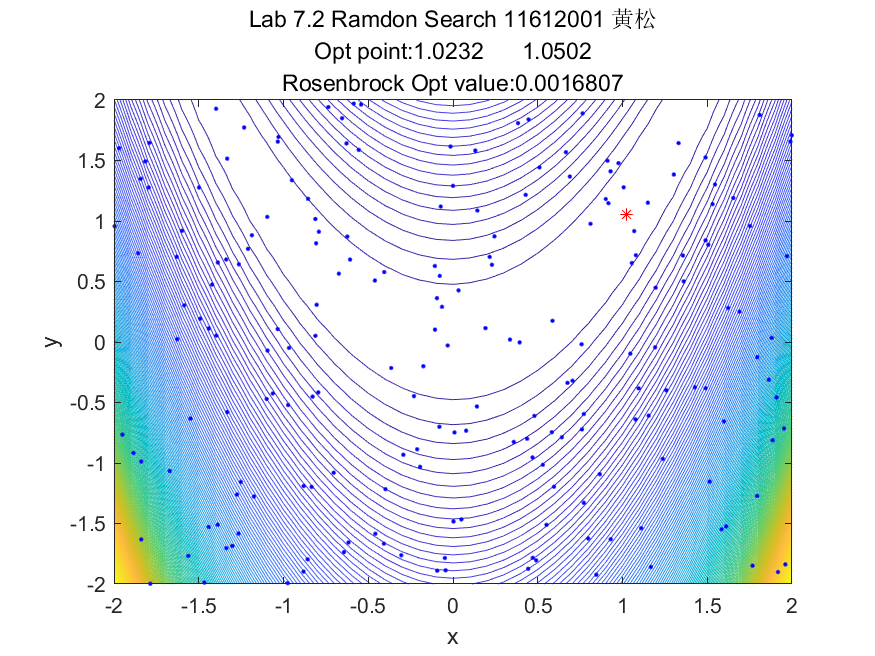 Lab 7.2 Ramdon Search 11612001 黄松
Opt point:1.0232 1.0502
Rosenbrock Opt value:0.0016807
2
1.5
1
0.5
0
-0.5
-1
-1.5
-2
y
-2 -1.5 -1 -0.5 0 0.5 1 1.5 2
x